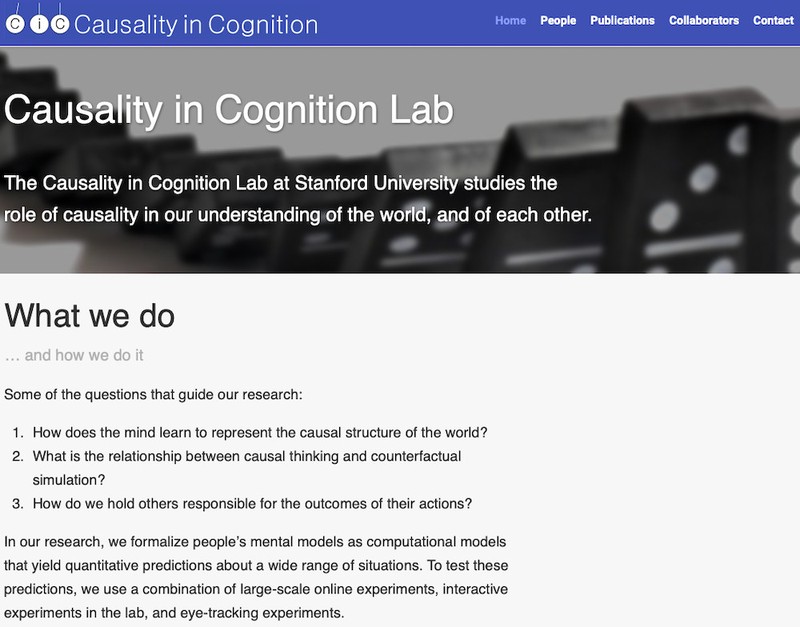 CiC Causality in Cognition
Home People Publications Collaborators Contact
Causality in Cognition Lab
The Causality in Cognition Lab at Stanford University studies the
role of causality in our understanding of the world, and of each other.
What we do
… and how we do it
Some of the questions that guide our research:
1. How does the mind learn to represent the causal structure of the world?
2. What is the relationship between causal thinking and counterfactual
simulation?
3. How do we hold others responsible for the outcomes of their actions?
In our research, we formalize people’s mental models as computational models
that yield quantitative predictions about a wide range of situations. To test these
predictions, we use a combination of large-scale online experiments, interactive
experiments in the lab, and eye-tracking experiments.